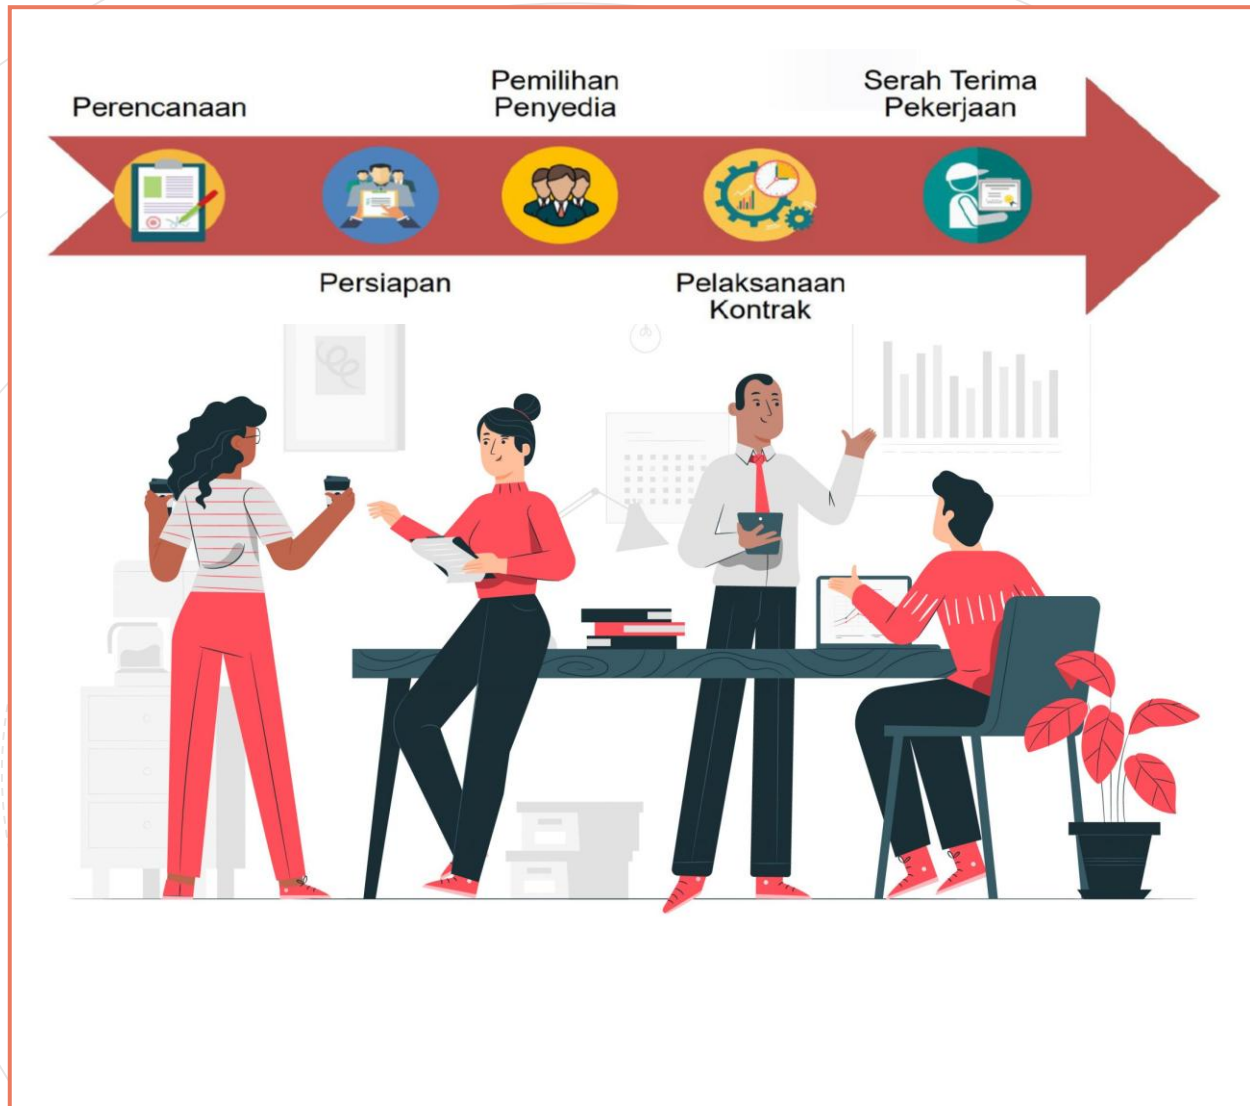 Perencanaan
Persiapan
Pemilihan
Penyedia
Pelaksanaan
Kontrak
Serah Terima
Pekerjaan